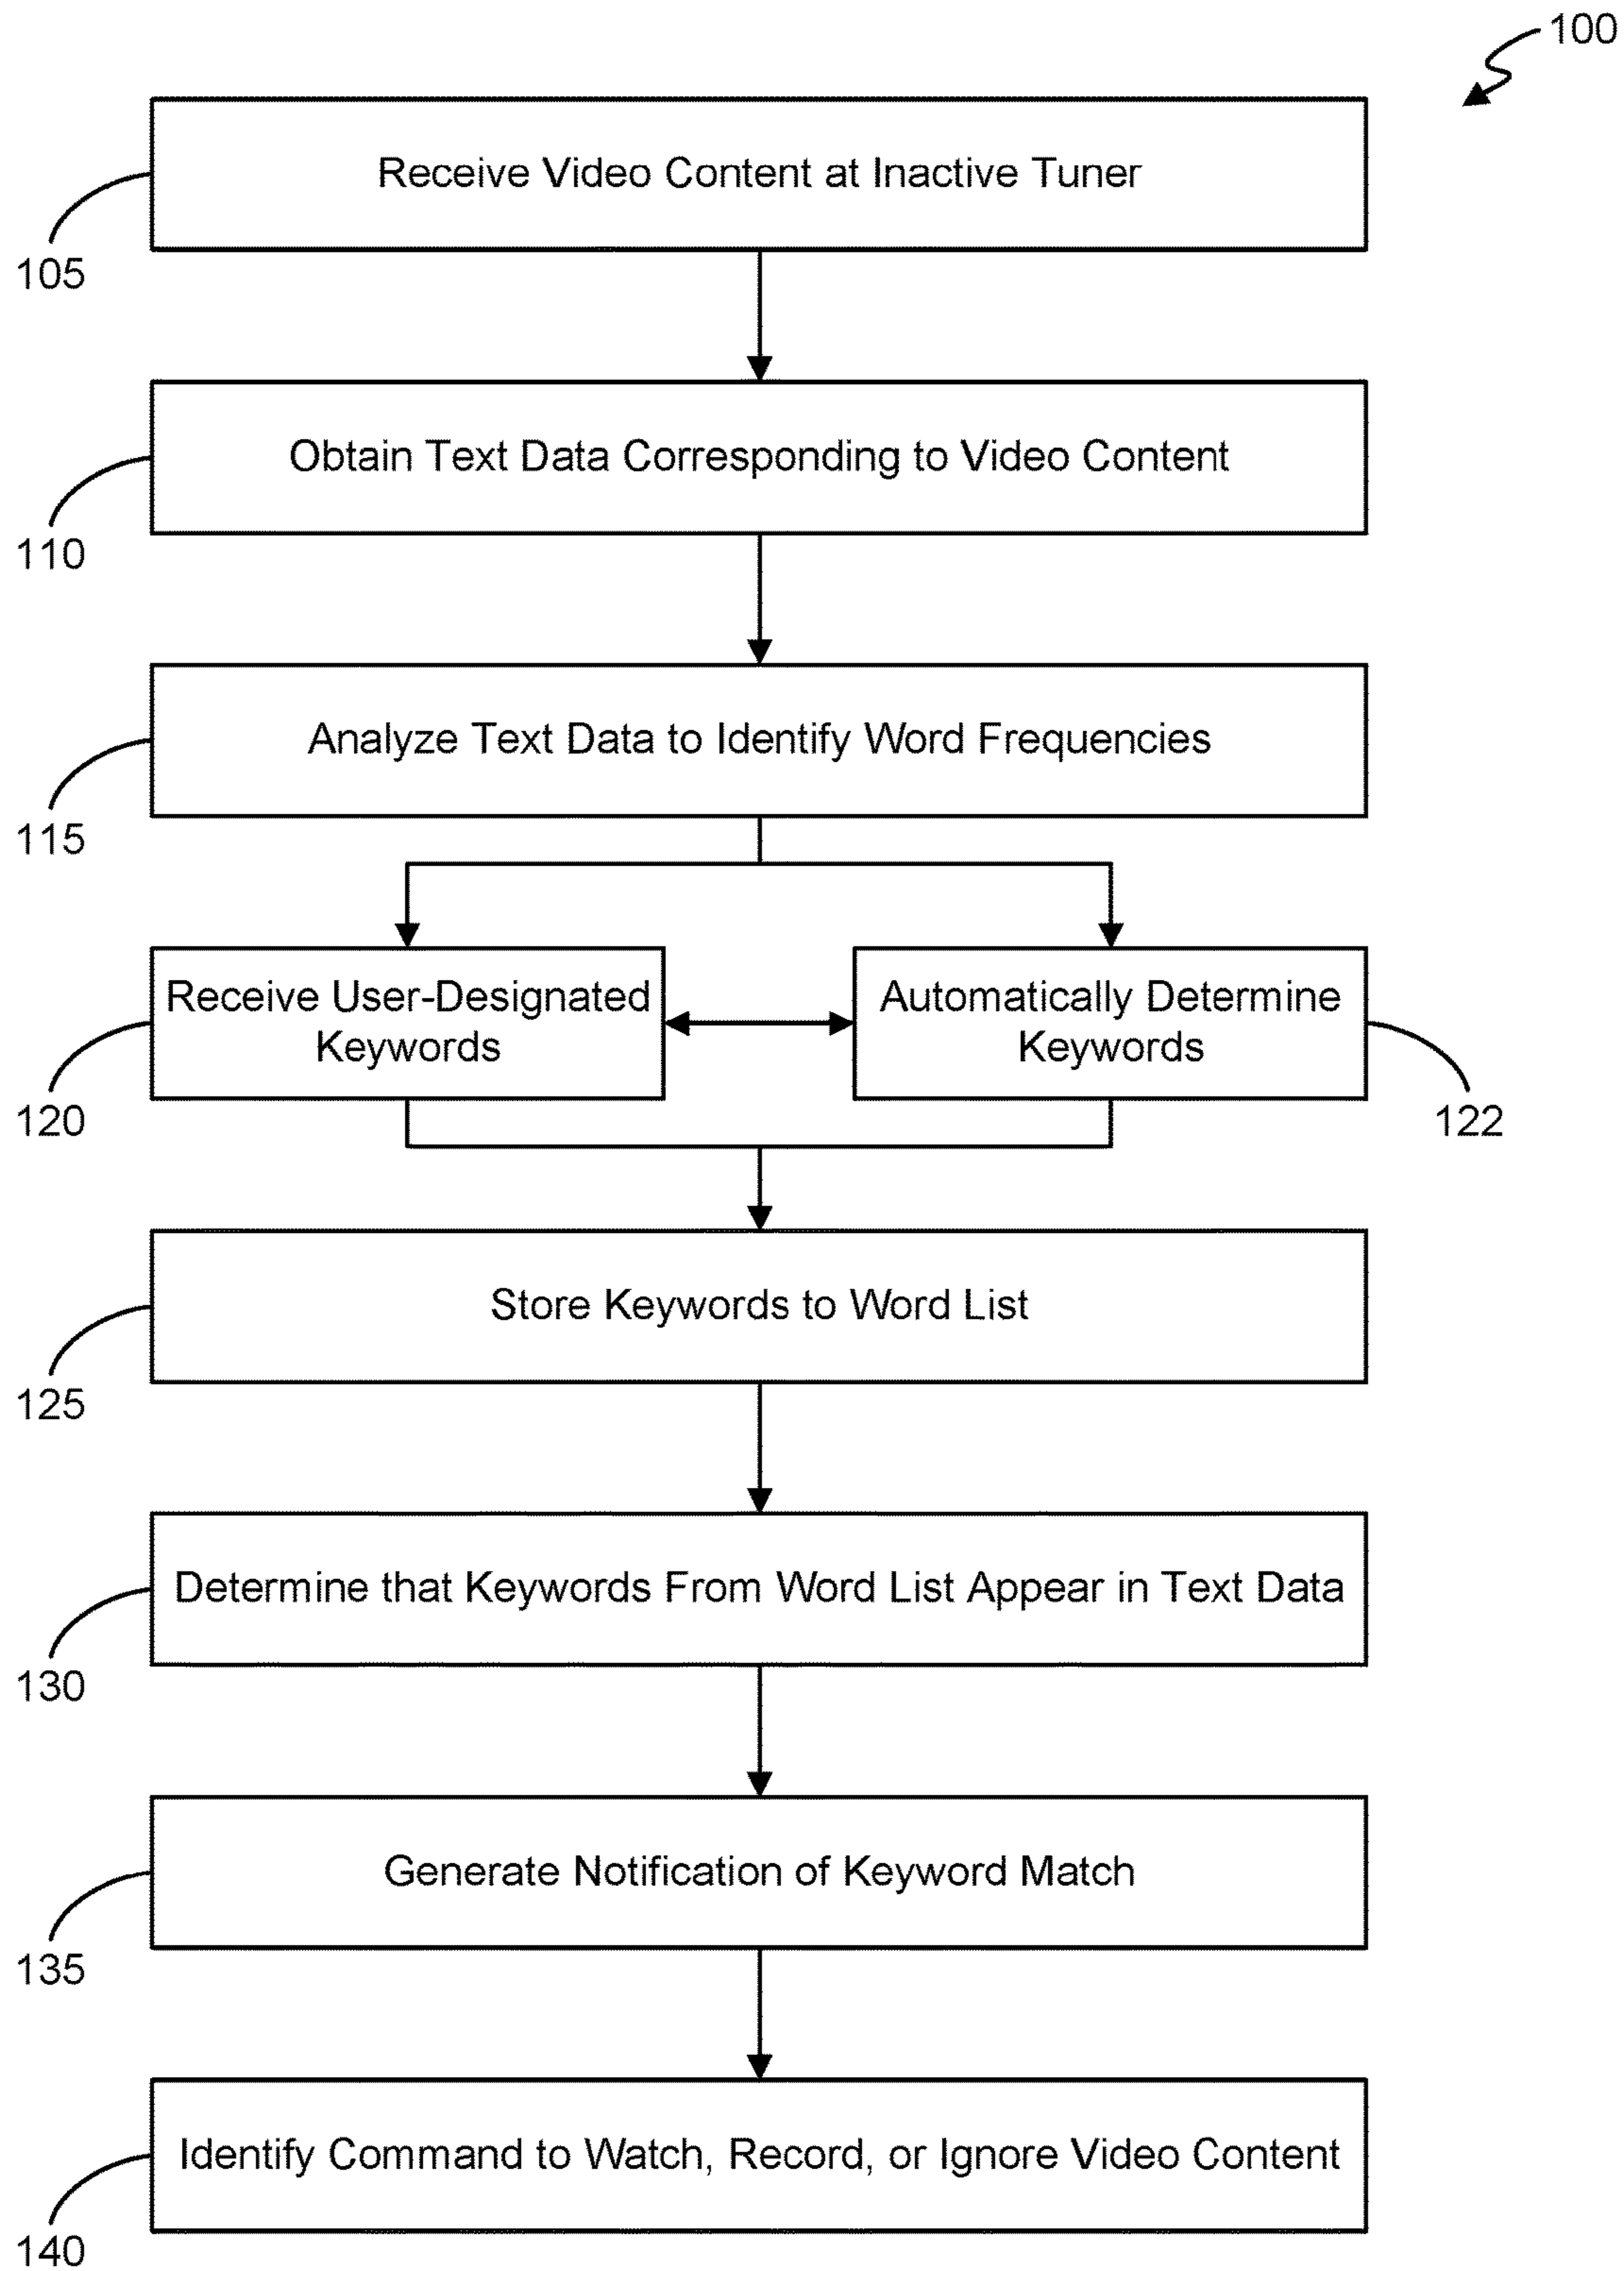 100
Receive Video Content at Inactive Tuner
105
Obtain Text Data Corresponding to Video Content
110
Analyze Text Data to Identify Word Frequencies
115
Receive User-Designated
Keywords
120
Automatically Determine
Keywords
122
Store Keywords to Word List
125
Determine that Keywords From Word List Appear in Text Data
130
Generate Notification of Keyword Match
135
Identify Command to Watch, Record, or Ignore Video Content
140